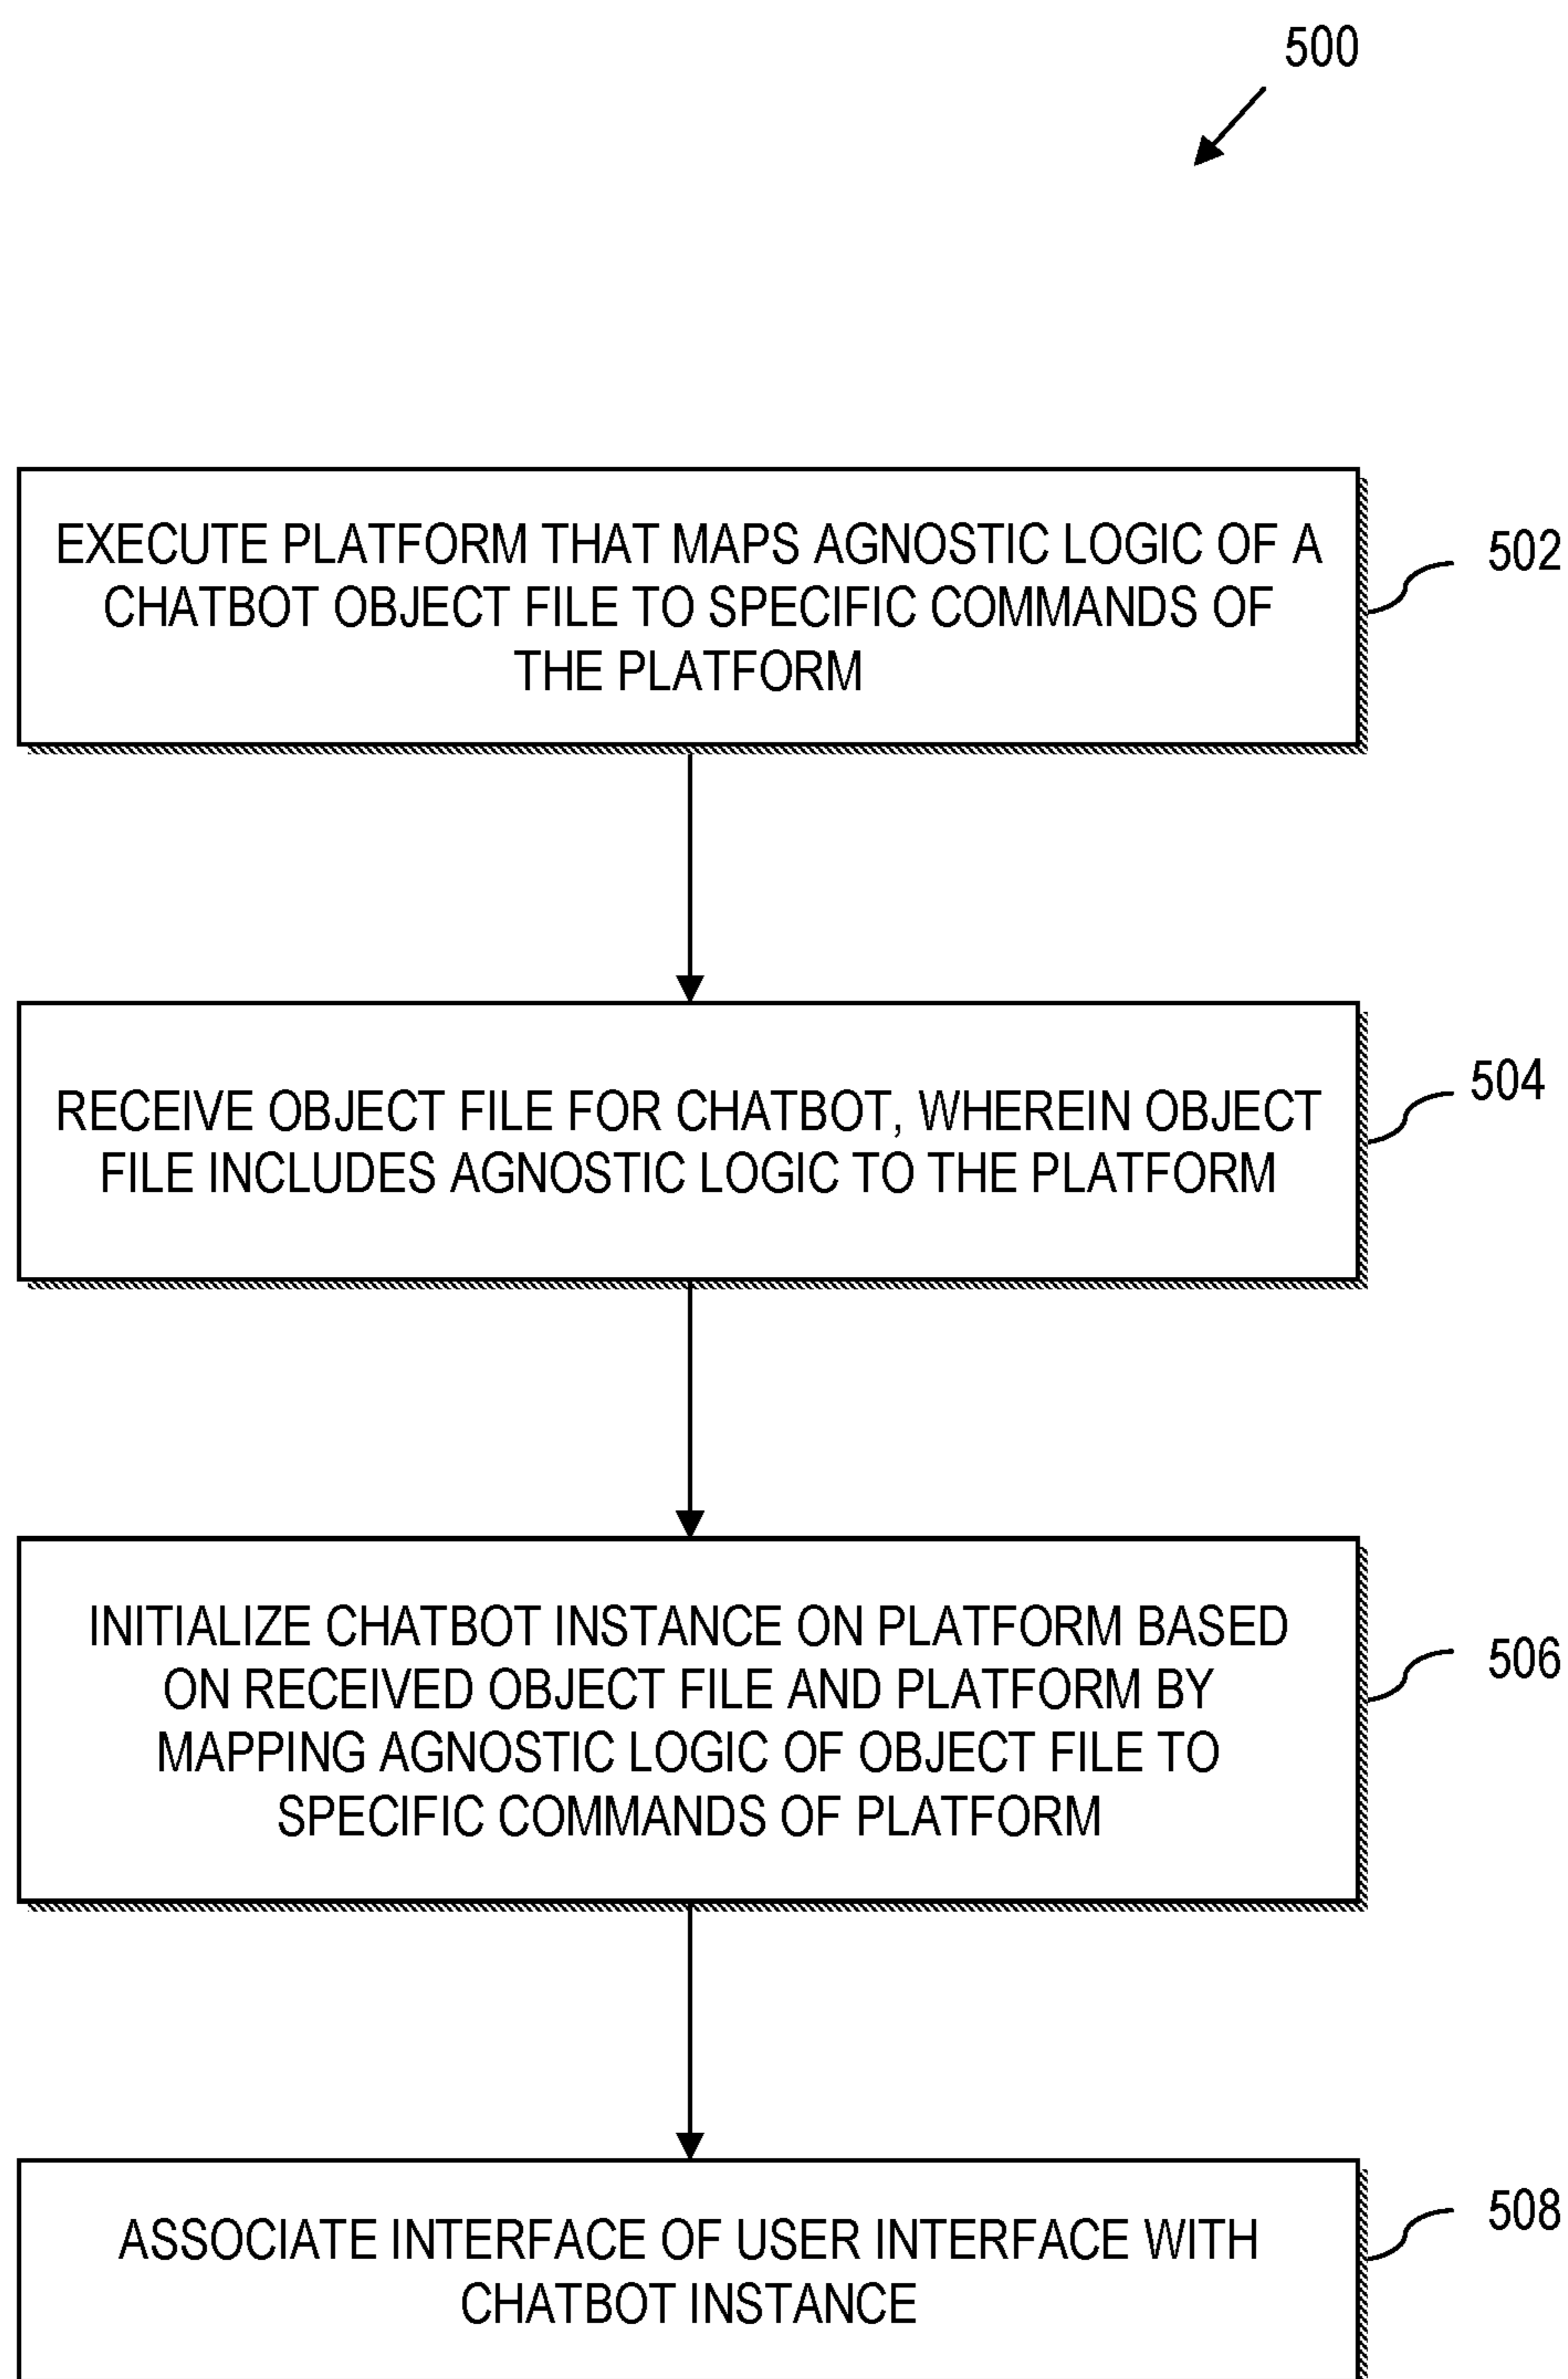 500
EXECUTE PLATFORM THAT MAPS AGNOSTIC LOGIC OF A
CHATBOT OBJECT FILE TO SPECIFIC COMMANDS OF
THE PLATFORM
502
RECEIVE OBJECT FILE FOR CHATBOT, WHEREIN OBJECT
FILE INCLUDES AGNOSTIC LOGIC TO THE PLATFORM
504
INITIALIZE CHATBOT INSTANCE ON PLATFORM BASED
ON RECEIVED OBJECT FILE AND PLATFORM BY
MAPPING AGNOSTIC LOGIC OF OBJECT FILE TO
SPECIFIC COMMANDS OF PLATFORM
506
ASSOCIATE INTERFACE OF USER INTERFACE WITH
CHATBOT INSTANCE
508